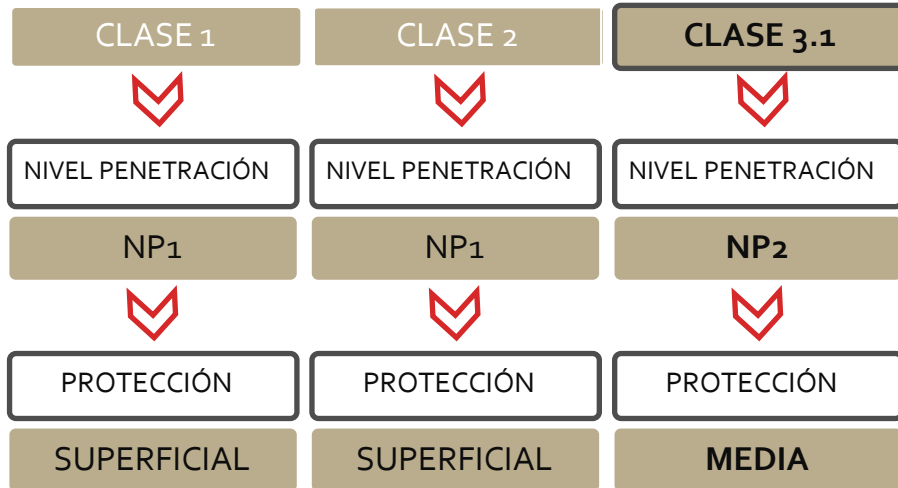 CLASE 1
CLASE 2
CLASE 3.1
NIVEL PENETRACIÓN
NIVEL PENETRACIÓN
NIVEL PENETRACIÓN
NP1
NP1
NP2
PROTECCIÓN
PROTECCIÓN
PROTECCIÓN
SUPERFICIAL
SUPERFICIAL
MEDIA